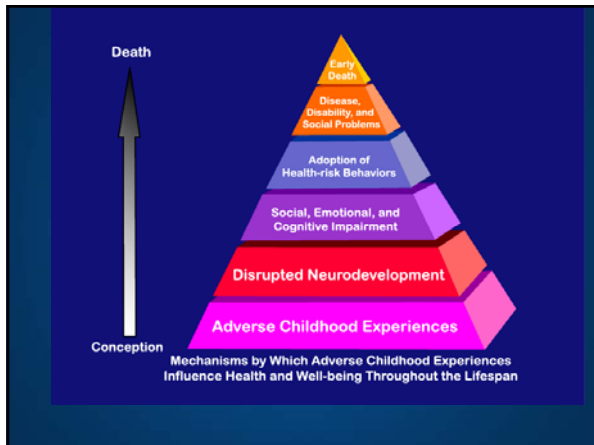 Death
Early
Death
Disease,
Disability, and
Social Problems
Adoption of
Health-risk Behaviors
Social, Emotional, and
Cognitive Impairment
Disrupted Neurodevelopment
Adverse Childhood Experiences
Conception
Mechanisms by Which Adverse Childhood Experiences
Influence Health and Well-being Throughout the Lifespan